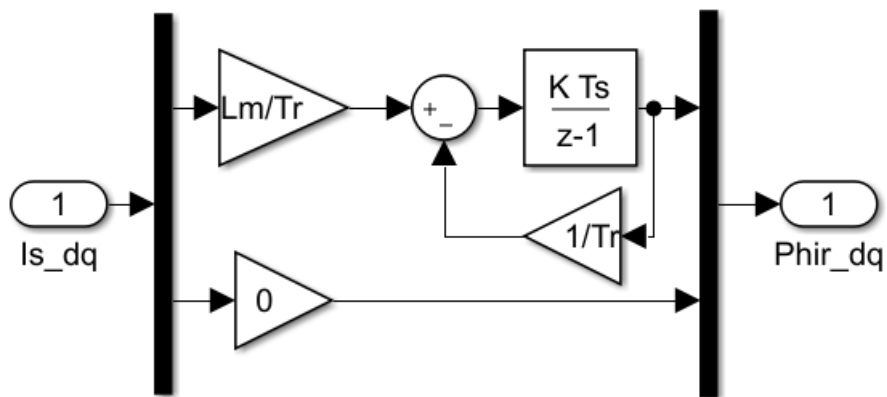 1
Is_dq
Lm/Tr
+
_
K Ts
z-1
1/Tr
0
1
Phir_dq